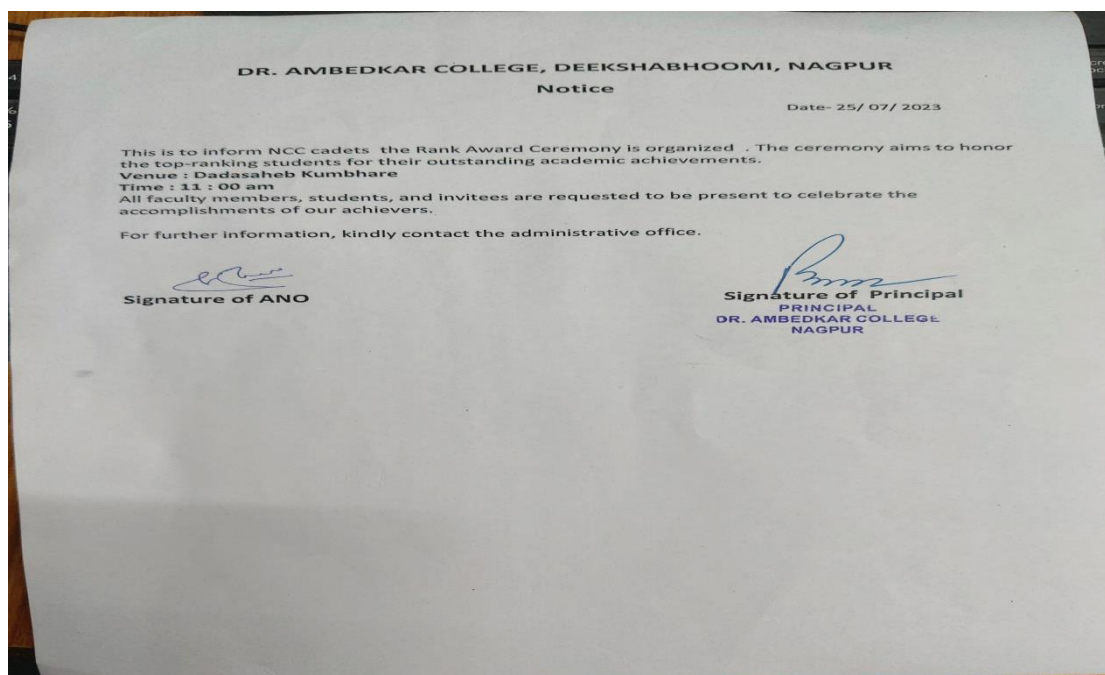 DR. AMBEDKAR COLLEGE, DEEKSHABHOOMI, NAGPUR
Notice
Date- 25/ 07/ 2023
This is to inform NCC cadets the Rank Award Ceremony is organized . The ceremony aims to honor
the top-ranking students for their outstanding academic achievements.
Venue : Dadasaheb Kumbhare
Time : 11 : 00 am
All faculty members, students, and invitees are requested to be present to celebrate the
accomplishments of our achievers.
For further information, kindly contact the administrative office.
Signature of ANO
Signature of Principal
PRINCIPAL
DR. AMBEDKAR COLLEGE
NAGPUR